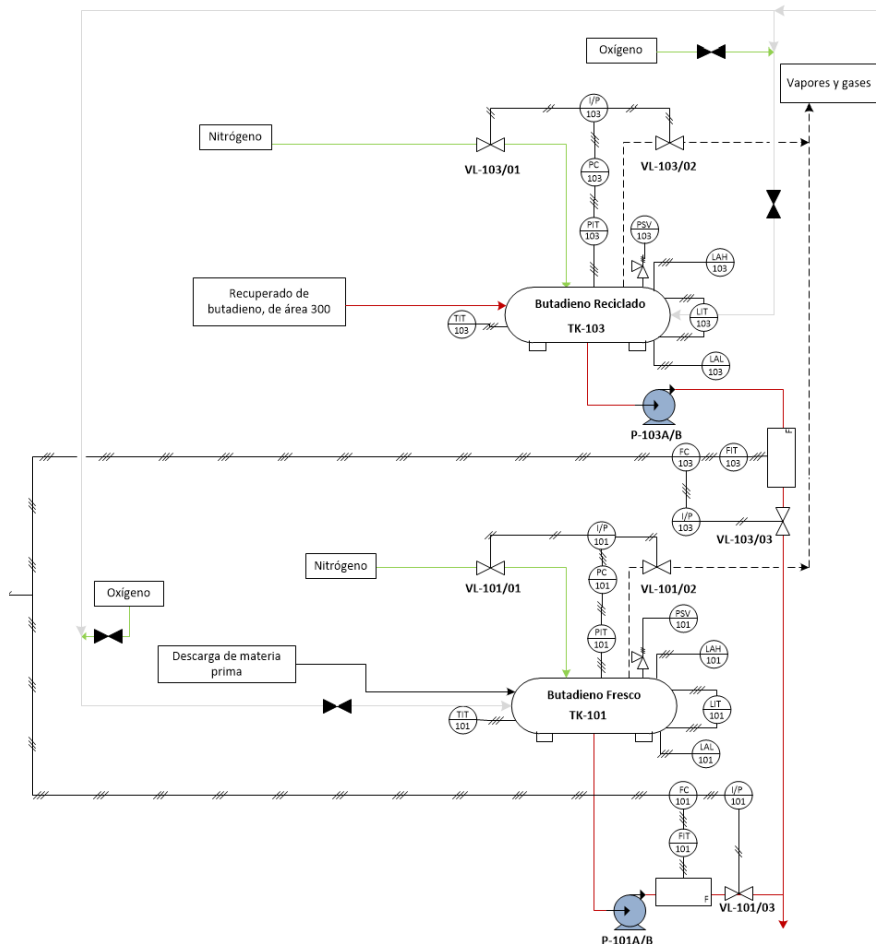 Oxígeno
Vapores y gases
I/P
103
Nitrógeno
VL-103/01
VL-103/02
PC
103
PIT
103
PSV
103
LAH
103
Recuperado de
butadieno, de área 300
Butadieno Reciclado
TK-103
TIT
103
LIT
103
LAL
103
P-103A/B
F
FC
103
FIT
103
I/P
103
VL-103/03
I/P
101
Nitrógeno
VL-101/01
VL-101/02
PC
101
Oxígeno
PIT
101
PSV
101
Descarga de materia
prima
LAH
101
Butadieno Fresco
TK-101
TIT
101
LIT
101
LAL
101
FC
101
I/P
101
FIT
101
F
VL-101/03
P-101A/B